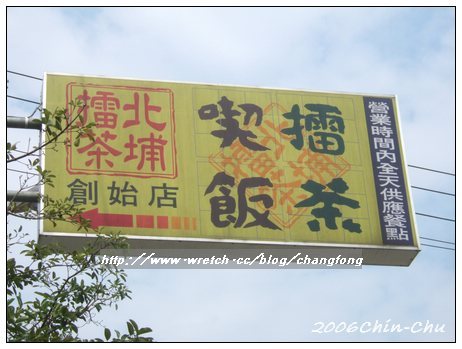 營業時間內全天供應餐點
擂茶
喫飯
北埔
擂茶
創始店
http://www.wretch.cc/blog/changfong
2006Chin-Chu